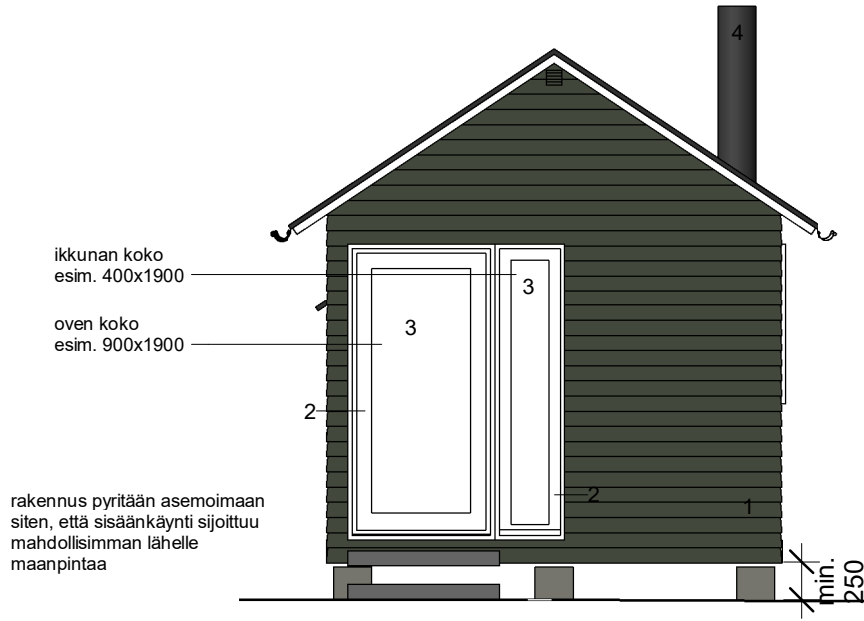 4
ikkunan koko
esim. 400x1900
3
oven koko
esim. 900x1900
3
2
2
1
rakennus pyritään asemoimaan
siten, että sisäänkäynti sijoittuu
mahdollisimman lähelle
maanpintaa
min.
250